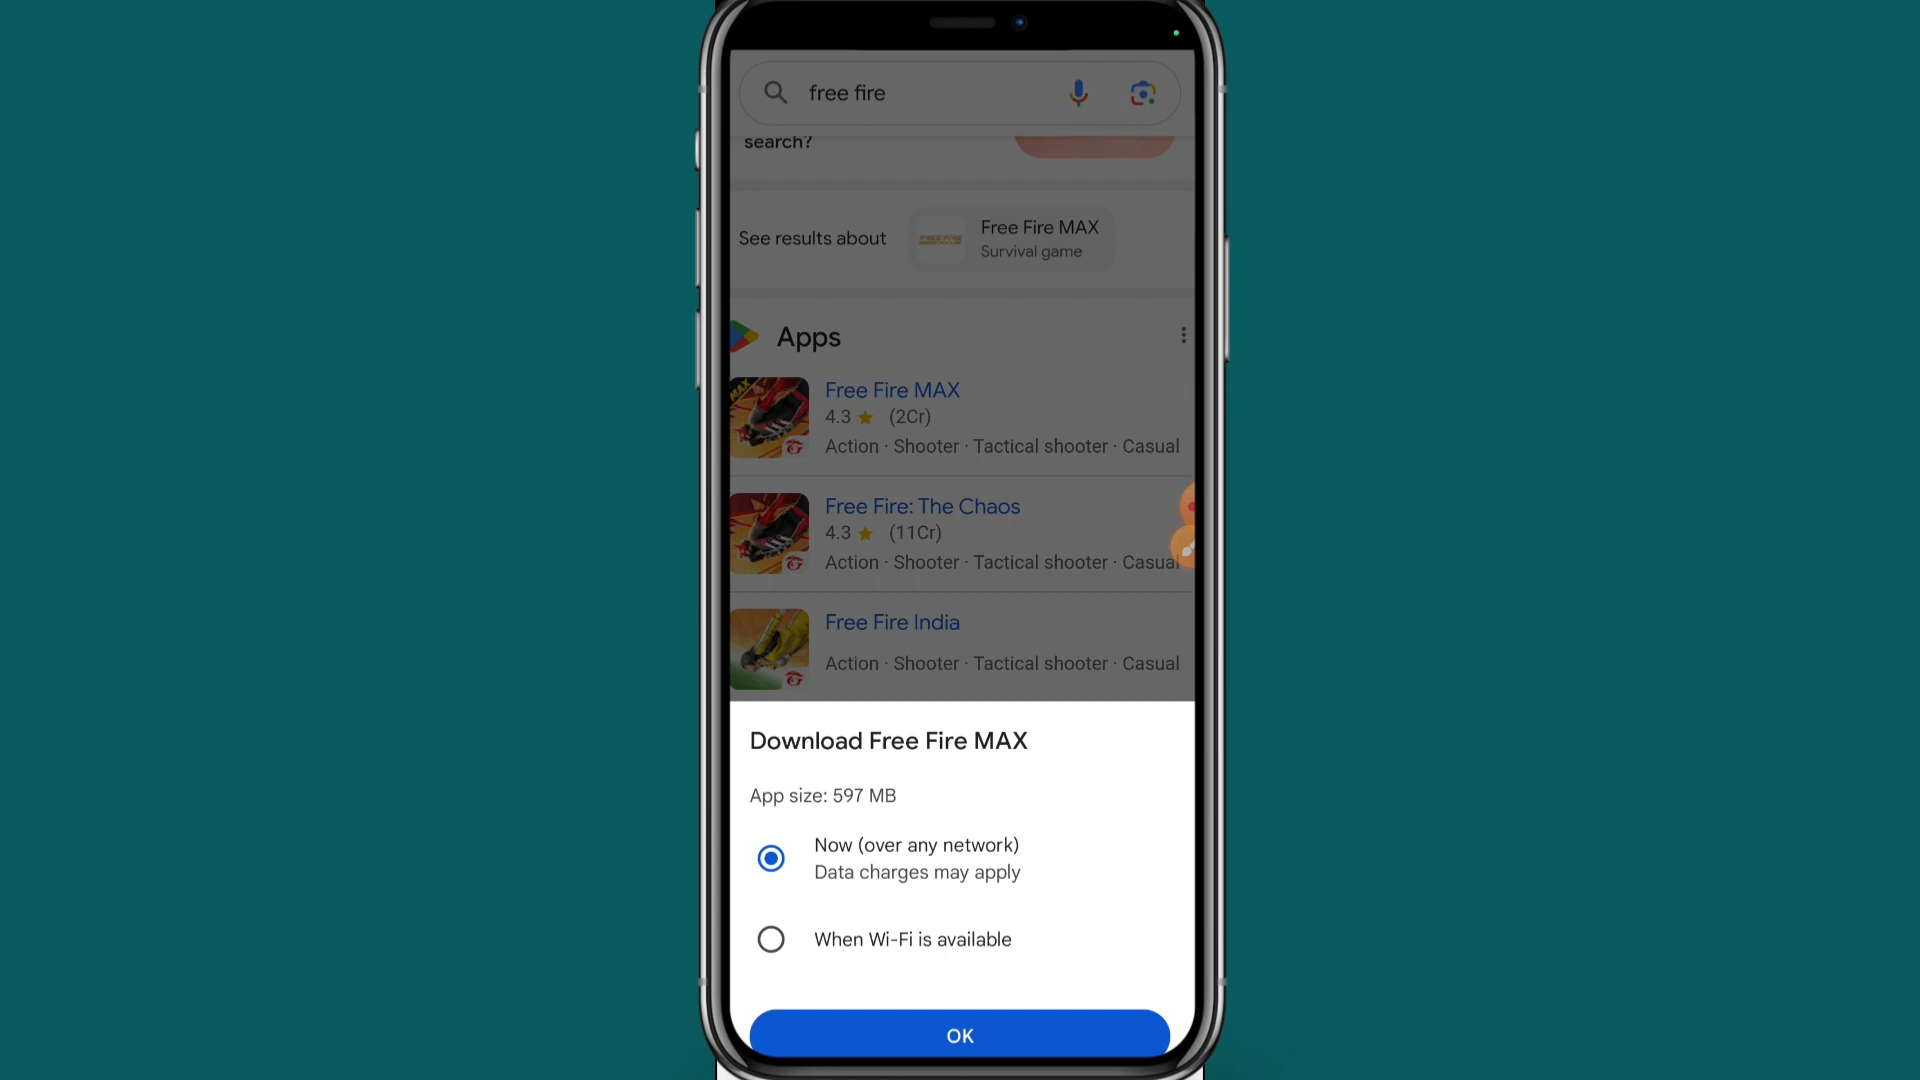 free fire
search?
See results about
Free Fire MAX
Survival game
Apps
Free Fire MAX
4.3 ★ (2Cr)
Action · Shooter · Tactical shooter · Casual
Free Fire: The Chaos
4.3 ★ (11Cr)
Action · Shooter · Tactical shooter · Casual
Free Fire India
Action · Shooter · Tactical shooter · Casual
Download Free Fire MAX
App size: 597 MB
Now (over any network)
Data charges may apply
When Wi-Fi is available
OK